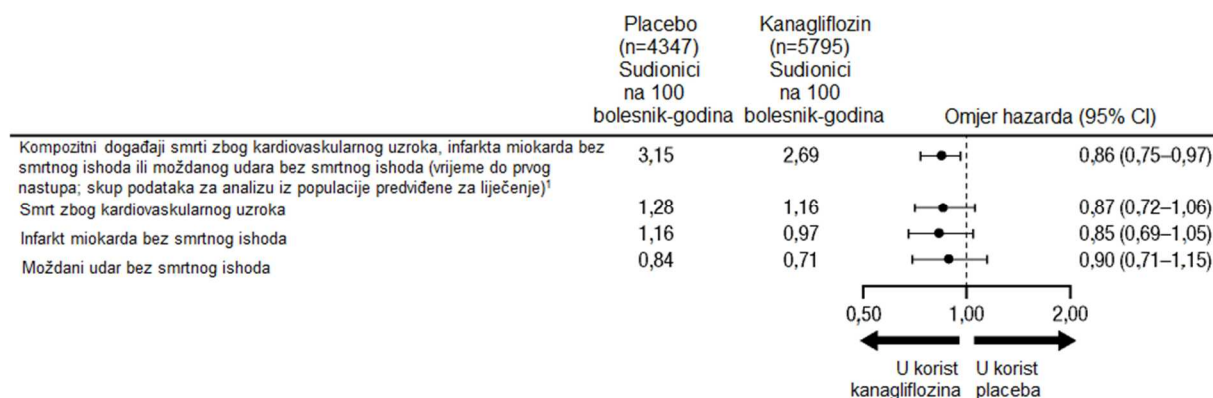 Placebo
(n=4347)
Sudionici
na 100
bolesnik-godina
Kanagliflozin
(n=5795)
Sudionici
na 100
bolesnik-godina
Omjer hazarda (95% CI)
Kompozitni događaji smrti zbog kardiovaskularnog uzroka, infarkta miokarda bez
smrtnog ishoda ili moždanog udara bez smrtnog ishoda (vrijeme do prvog
nastupa; skup podataka za analizu iz populacije predviđene za liječenje)¹
3,15 2,69 0,86 (0,75–0,97)
Smrt zbog kardiovaskularnog uzroka 1,28 1,16 0,87 (0,72–1,06)
Infarkt miokarda bez smrtnog ishoda 1,16 0,97 0,85 (0,69–1,05)
Moždani udar bez smrtnog ishoda 0,84 0,71 0,90 (0,71–1,15)
0,50 1,00 2,00
U korist
kanagliflozina
U korist
placeba